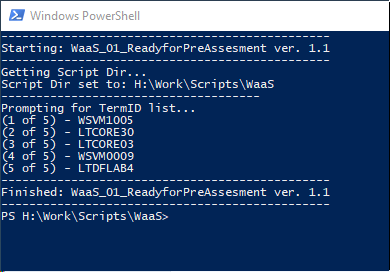 Windows PowerShell
-----------------------------------------------
Starting: WaaS_01_ReadyforPreAssesment ver. 1.1
-----------------------------------------------
Getting Script Dir...
Script Dir set to: H:\Work\Scripts\WaaS
-------------------------------------
Prompting for TermID list...
(1 of 5) - WSVM1005
(2 of 5) - LTCORE30
(3 of 5) - LTCORE03
(4 of 5) - WSVM0009
(5 of 5) - LTDFLAB4
-----------------------------------------------
Finished: WaaS_01_ReadyforPreAssesment ver. 1.1
-----------------------------------------------
PS H:\Work\Scripts\WaaS>